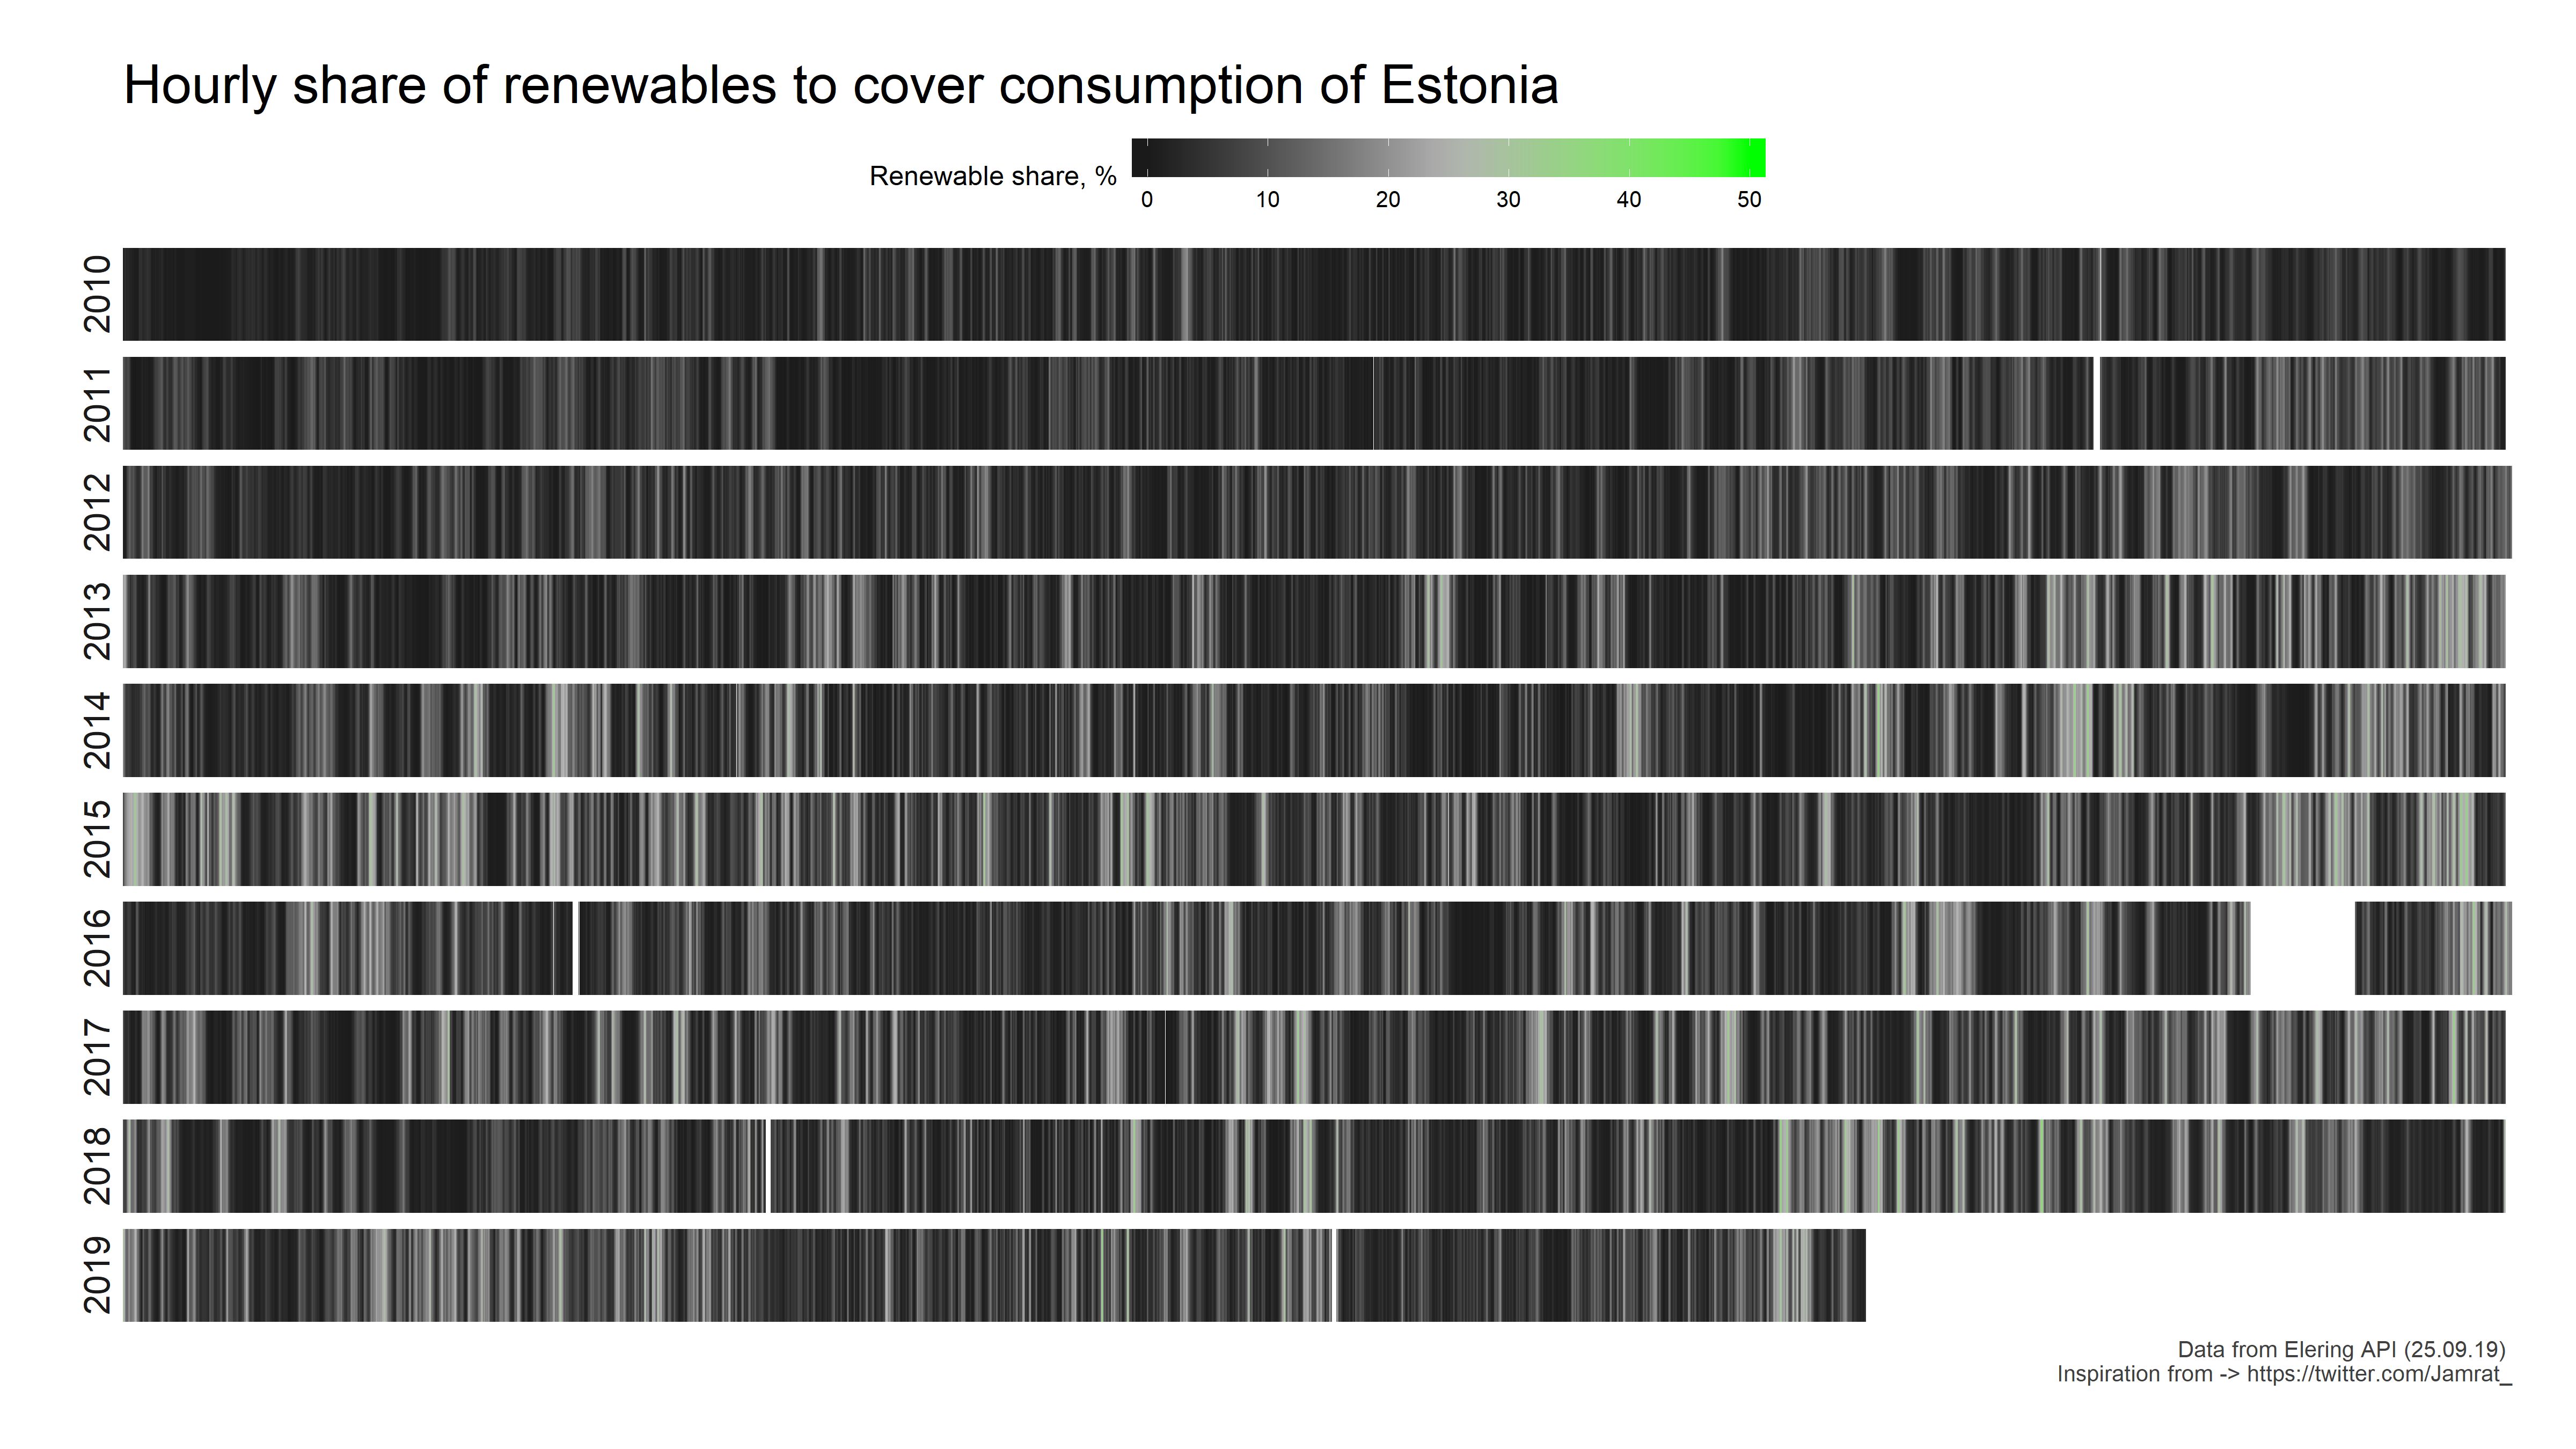 Hourly share of renewables to cover consumption of Estonia
Renewable share, %
0 10 20 30 40 50
2010
2011
2012
2013
2014
2015
2016
2017
2018
2019
Data from Elering API (25.09.19)
Inspiration from -> https://twitter.com/Jamrat_